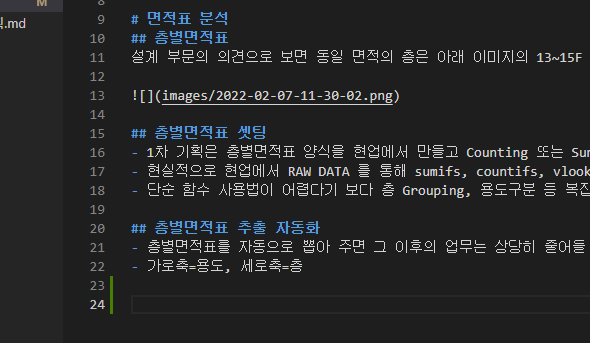 M
8
.md
9 # 면적표 분석
10 ## 층별면적표
11 설계 부문의 의견으로 보면 동일 면적의 층은 아래 이미지의 13~15F
12
13 ![](images/2022-02-07-11-30-02.png)
14
15 ## 층별면적표 셋팅
16 - 1차 기획은 층별면적표 양식을 현업에서 만들고 Counting 또는 Sum
17 - 현실적으로 현업에서 RAW DATA 를 통해 sumifs, countifs, vlook
18 - 단순 함수 사용법이 어렵다기 보다 층 Grouping, 용도구분 등 복잡
19
20 ## 층별면적표 추출 자동화
21 - 층별면적표를 자동으로 뽑아 주면 그 이후의 업무는 상당히 줄어들
22 - 가로축=용도, 세로축=층
23
24